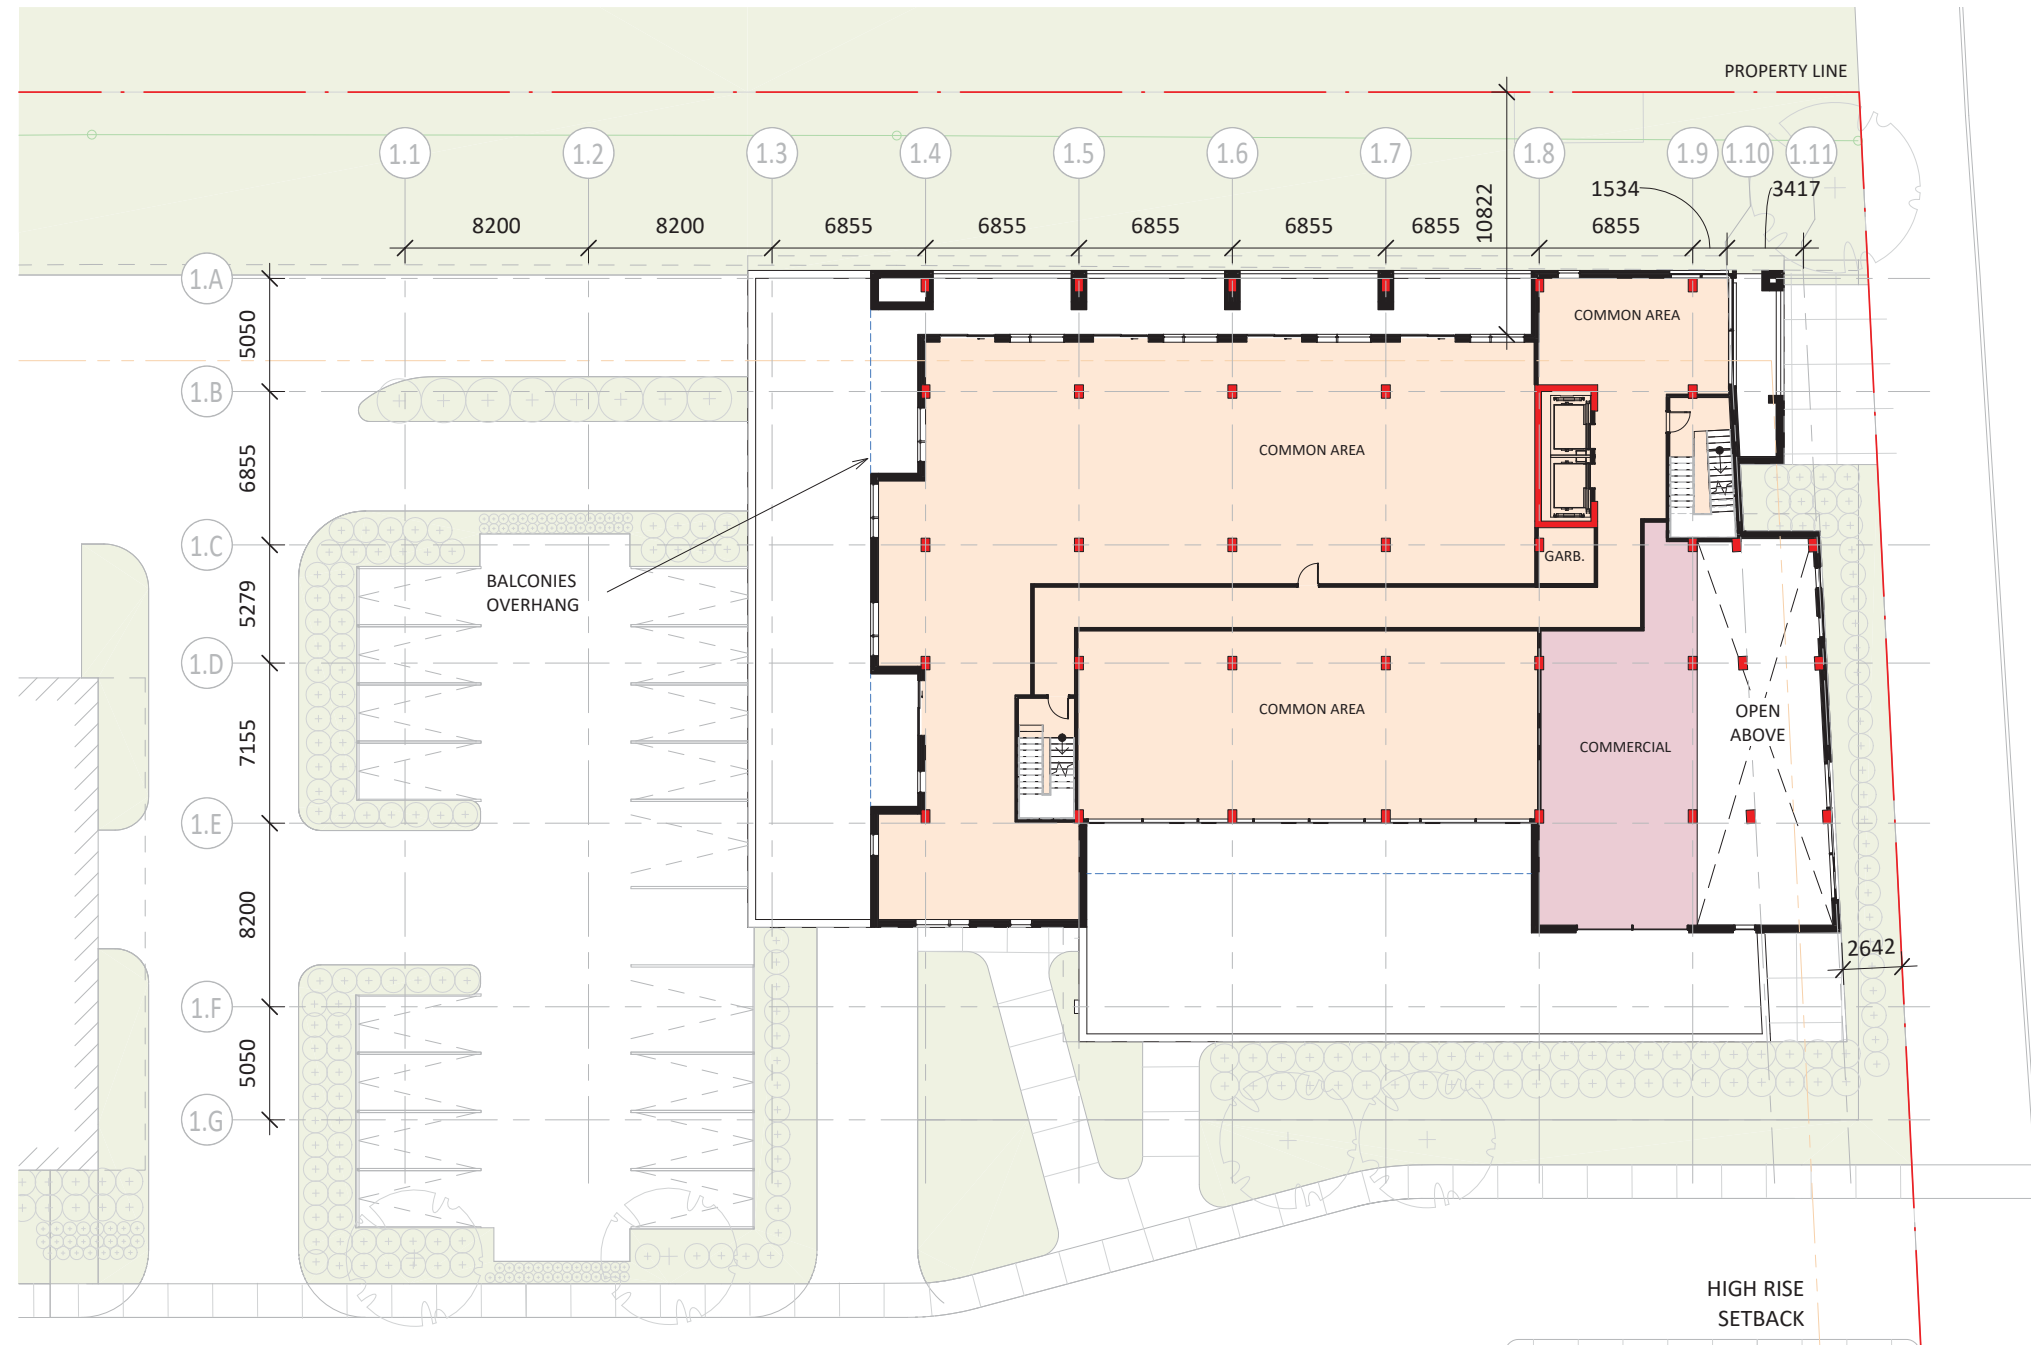 PROPERTY LINE
1.1
1.2
1.3
1.4
1.5
1.6
1.7
1.8
1.9
1.10
1.11
1534
3417
8200
8200
6855
6855
6855
6855
6855
10822
6855
1.A
5050
COMMON AREA
1.B
6855
COMMON AREA
1.C
GARB.
5279
BALCONIES
OVERHANG
1.D
7155
COMMON AREA
OPEN
ABOVE
COMMERCIAL
1.E
8200
2642
1.F
5050
1.G
HIGH RISE
SETBACK